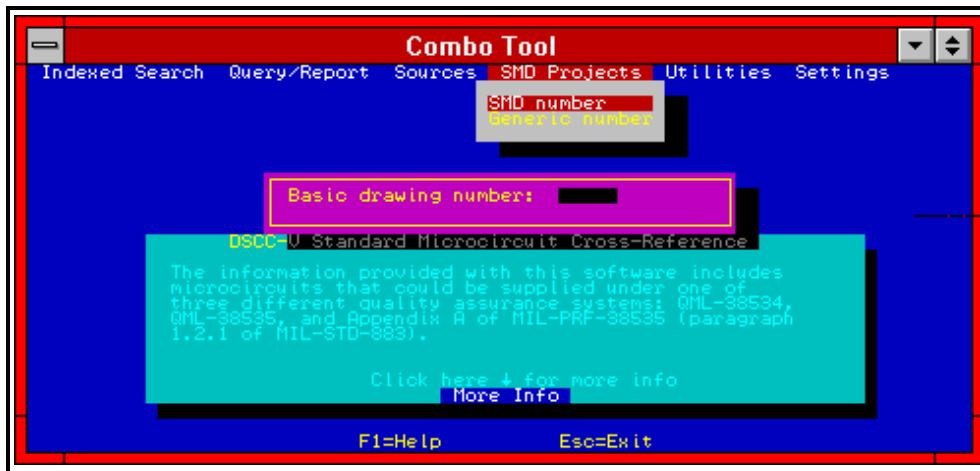 Combo Tool
Indexed Search Query/Report Sources SMD Projects Utilities Settings
SMD number
Generic number
Basic drawing number:
DSCC-V Standard Microcircuit Cross-Reference
The information provided with this software includes
microcircuits that could be supplied under one of
three different quality assurance systems: QML-38534,
QML-38535, and Appendix A of MIL-PRF-38535 (paragraph
1.2.1 of MIL-STD-883).
Click here ↓ for more info
More Info
F1=Help Esc=Exit